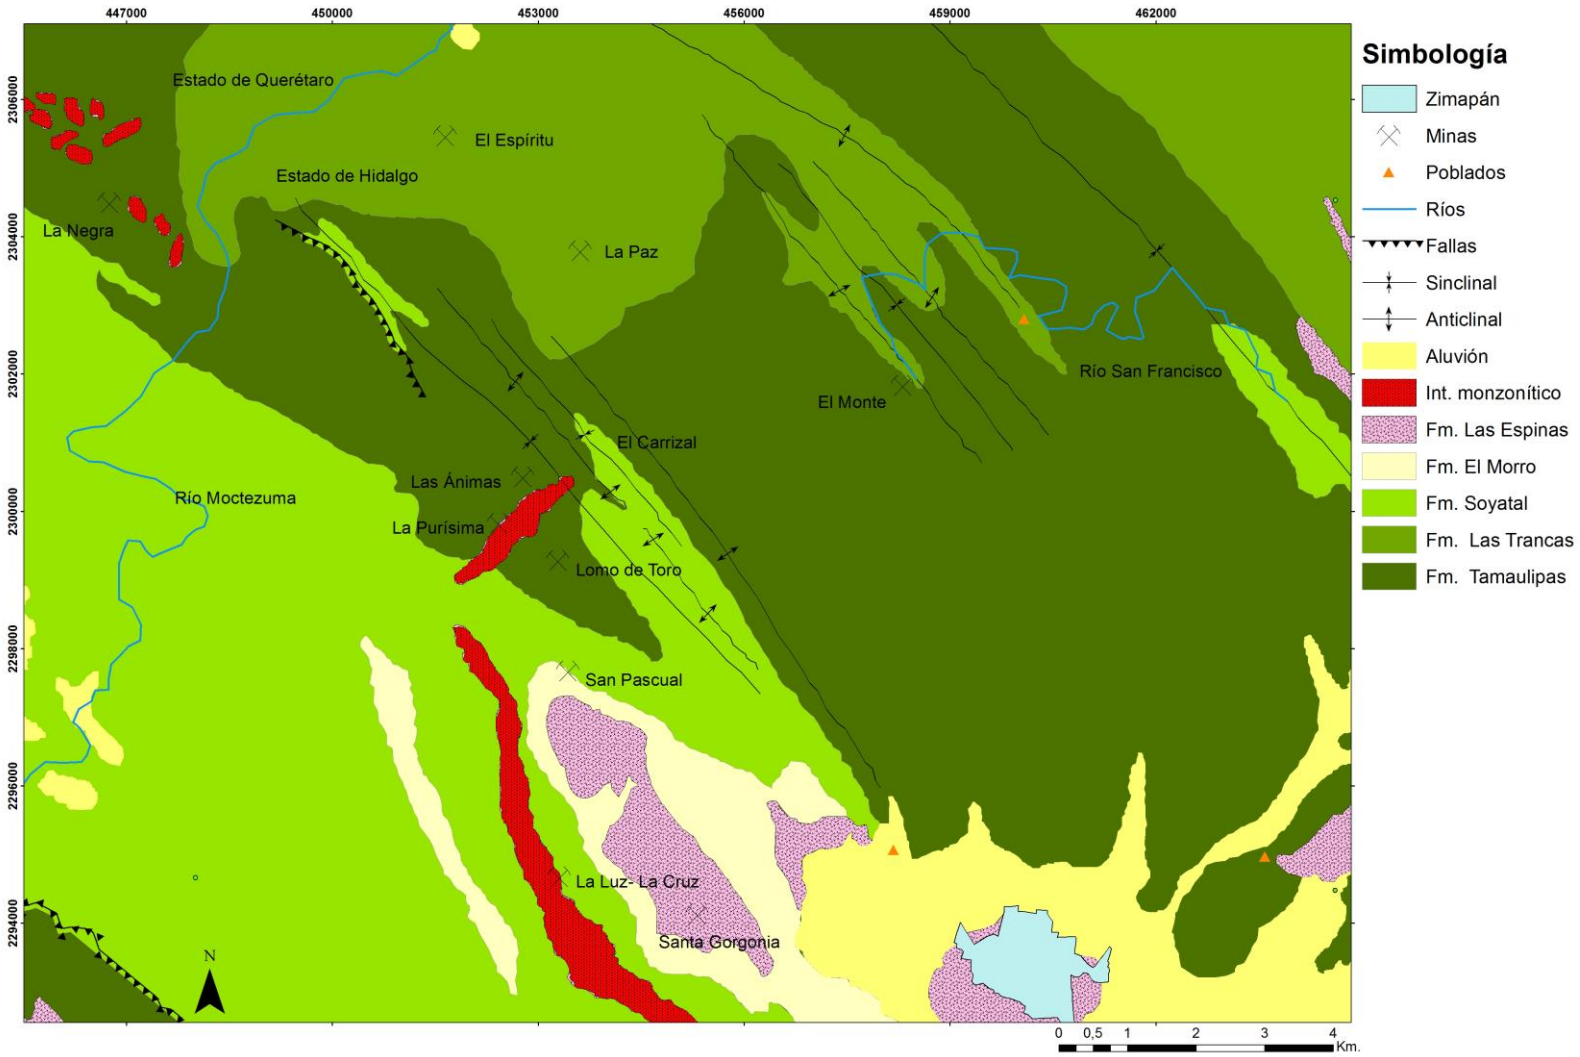 447000 450000 453000 456000 459000 462000
2306000
2304000
2302000
2300000
2298000
2296000
2294000
Estado de Querétaro
El Espíritu
Estado de Hidalgo
La Negra
La Paz
Río San Francisco
El Monte
El Carrizal
Las Ánimas
Río Moctezuma
La Purísima
Lomo de Toro
San Pascual
La Luz- La Cruz
Santa Gorgonia
N
0 0,5 1 2 3 4
Km.
Simbología
Zimapán
Minas
Poblados
Ríos
Fallas
Sinclinal
Anticlinal
Aluvión
Int. monzonítico
Fm. Las Espinas
Fm. El Morro
Fm. Soyatal
Fm. Las Trancas
Fm. Tamaulipas